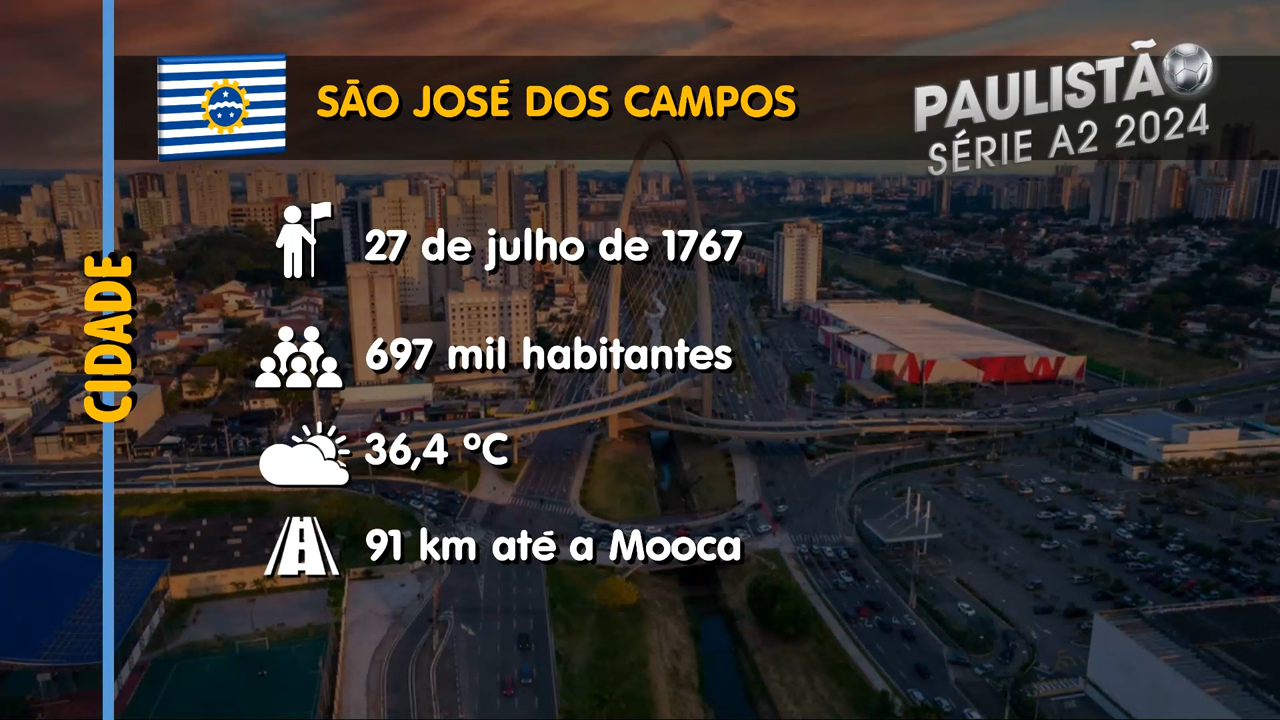 SÃO JOSÉ DOS CAMPOS
PAULISTÃO
SÉRIE A2 2024
CIDADE
27 de julho de 1767
697 mil habitantes
36,4 ºC
91 km até a Mooca